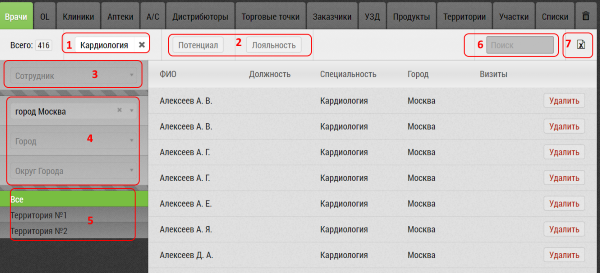 Врачи OL Клиники Аптеки А/С Дистрибюторы Торговые точки Заказчики УЗД Продукты Территории Участки Списки
Всего: 416 1 Кардиология × Потенциал 2 Лояльность 6 Поиск 7
Сотрудник 3
город Москва ×
Город 4
Округ Города
Все
Территория №1 5
Территория №2
ФИО Должность Специальность Город Визиты
Алексеев А. В. Кардиология Москва Удалить
Алексеев А. В. Кардиология Москва Удалить
Алексеев А. Г. Кардиология Москва Удалить
Алексеев А. Г. Кардиология Москва Удалить
Алексеев А. Е. Кардиология Москва Удалить
Алексеев А. Я. Кардиология Москва Удалить
Алексеев Д. А. Кардиология Москва Удалить